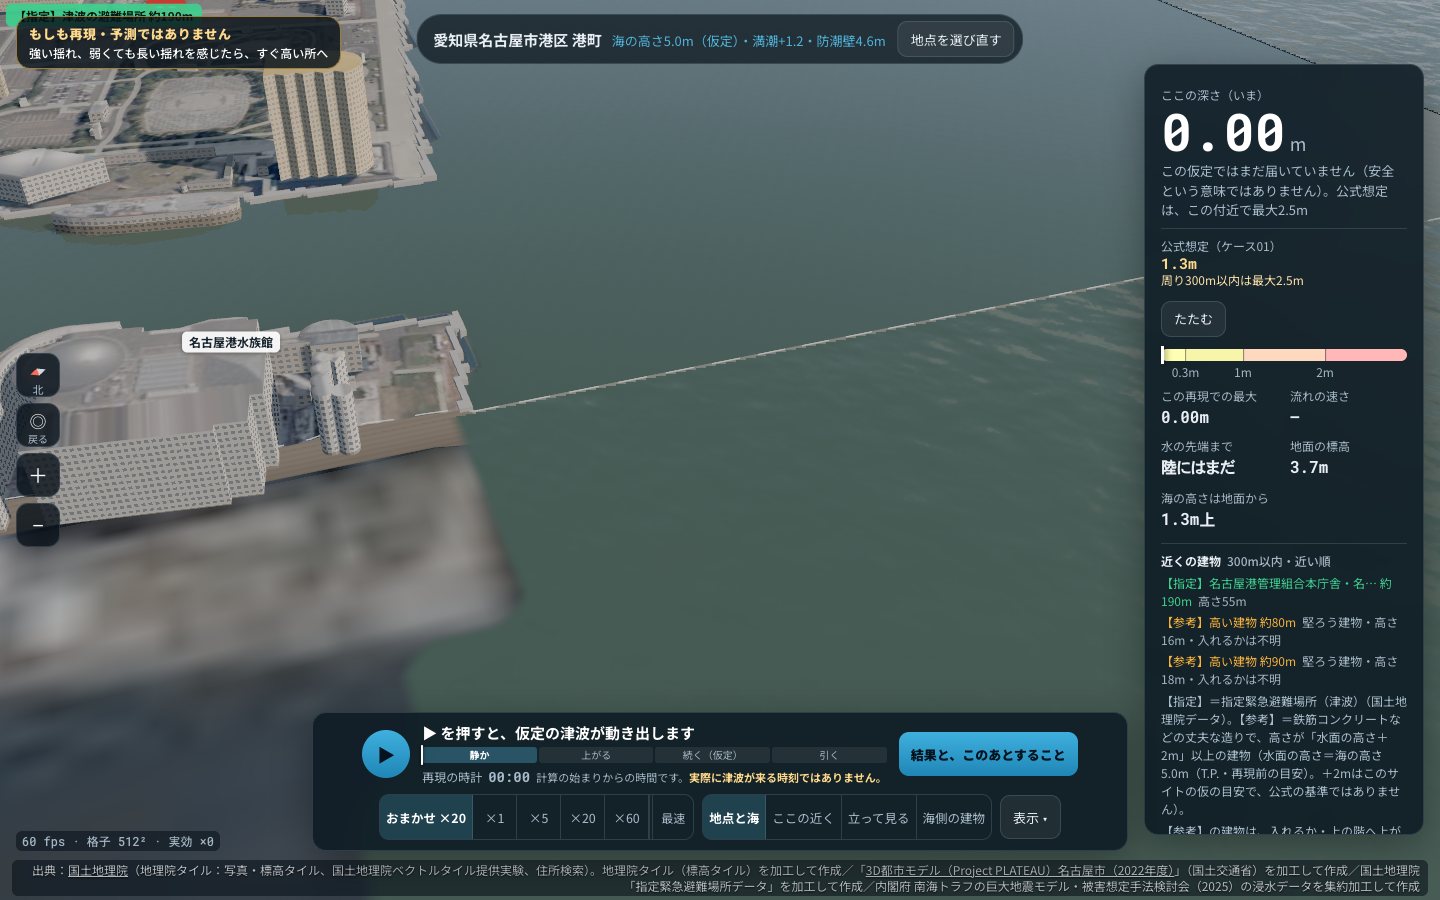 【指定】津波の避難場所 約190m
もしも再現・予測ではありません
強い揺れ、弱くても長い揺れを感じたら、すぐ高い所へ
愛知県名古屋市港区 港町 海の高さ5.0m（仮定）・満潮+1.2・防潮壁4.6m 地点を選び直す
名古屋港水族館
北
戻る
+
−
ここの深さ（いま）
0.00 m
この仮定ではまだ届いていません（安全
という意味ではありません）。公式想定
は、この付近で最大2.5m
公式想定（ケース01）
1.3m
周り300m以内は最大2.5m
たたむ
0.3m 1m 2m
この再現での最大 流れの速さ
0.00m –
水の先端まで 地面の標高
陸にはまだ 3.7m
海の高さは地面から
1.3m上
近くの建物 300m以内・近い順
【指定】名古屋港管理組合本庁舎・名… 約
190m 高さ55m
【参考】高い建物 約80m 堅ろう建物・高さ
16m・入れるかは不明
【参考】高い建物 約90m 堅ろう建物・高さ
18m・入れるかは不明
【指定】＝指定緊急避難場所（津波）（国土地
理院データ）。【参考】＝鉄筋コンクリートな
どの丈夫な造りで、高さが「水面の高さ＋
2m」以上の建物（水面の高さ＝海の高さ
5.0m（T.P.・再現前の目安）。＋2mはこのサ
イトの仮の目安で、公式の基準ではありませ
ん）。
【参考】の建物は、入れるか・上の階へ上が
▶ を押すと、仮定の津波が動き出します
静か 上がる 続く（仮定） 引く
再現の時計 00:00 計算の始まりからの時間です。実際に津波が来る時刻ではありません。
結果と、このあとすること
おまかせ ×20 ×1 ×5 ×20 ×60 最速 地点と海 ここの近く 立って見る 海側の建物 表示 ▾
60 fps · 格子 512² · 実効 ×0
出典：国土地理院（地理院タイル：写真・標高タイル、国土地理院ベクトルタイル提供実験、住所検索）。地理院タイル（標高タイル）を加工して作成／「3D都市モデル（Project PLATEAU）名古屋市（2022年度）」（国土交通省）を加工して作成／国土地理院
「指定緊急避難場所データ」を加工して作成／内閣府 南海トラフの巨大地震モデル・被害想定手法検討会（2025）の浸水データを集約加工して作成